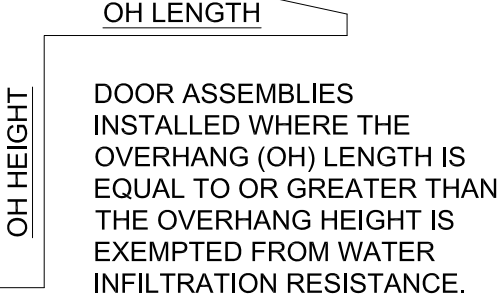 OH LENGTH
OH HEIGHT
DOOR ASSEMBLIES
INSTALLED WHERE THE
OVERHANG (OH) LENGTH IS
EQUAL TO OR GREATER THAN
THE OVERHANG HEIGHT IS
EXEMPTED FROM WATER
INFILTRATION RESISTANCE.